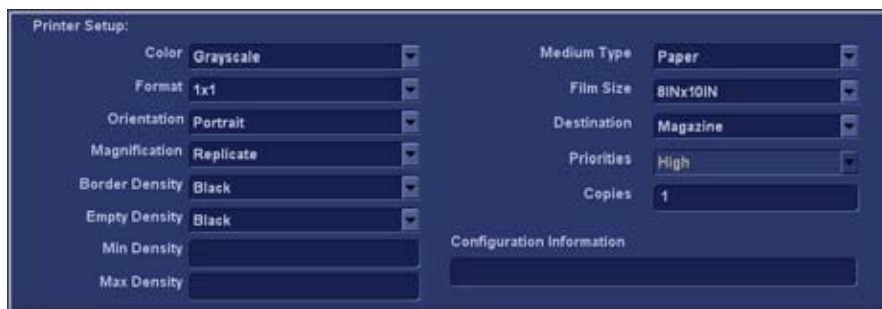 Printer Setup:
Color Grayscale
Format 1x1
Orientation Portrait
Magnification Replicate
Border Density Black
Empty Density Black
Min Density
Max Density
Medium Type Paper
Film Size 8INx10IN
Destination Magazine
Priorities High
Copies 1
Configuration Information